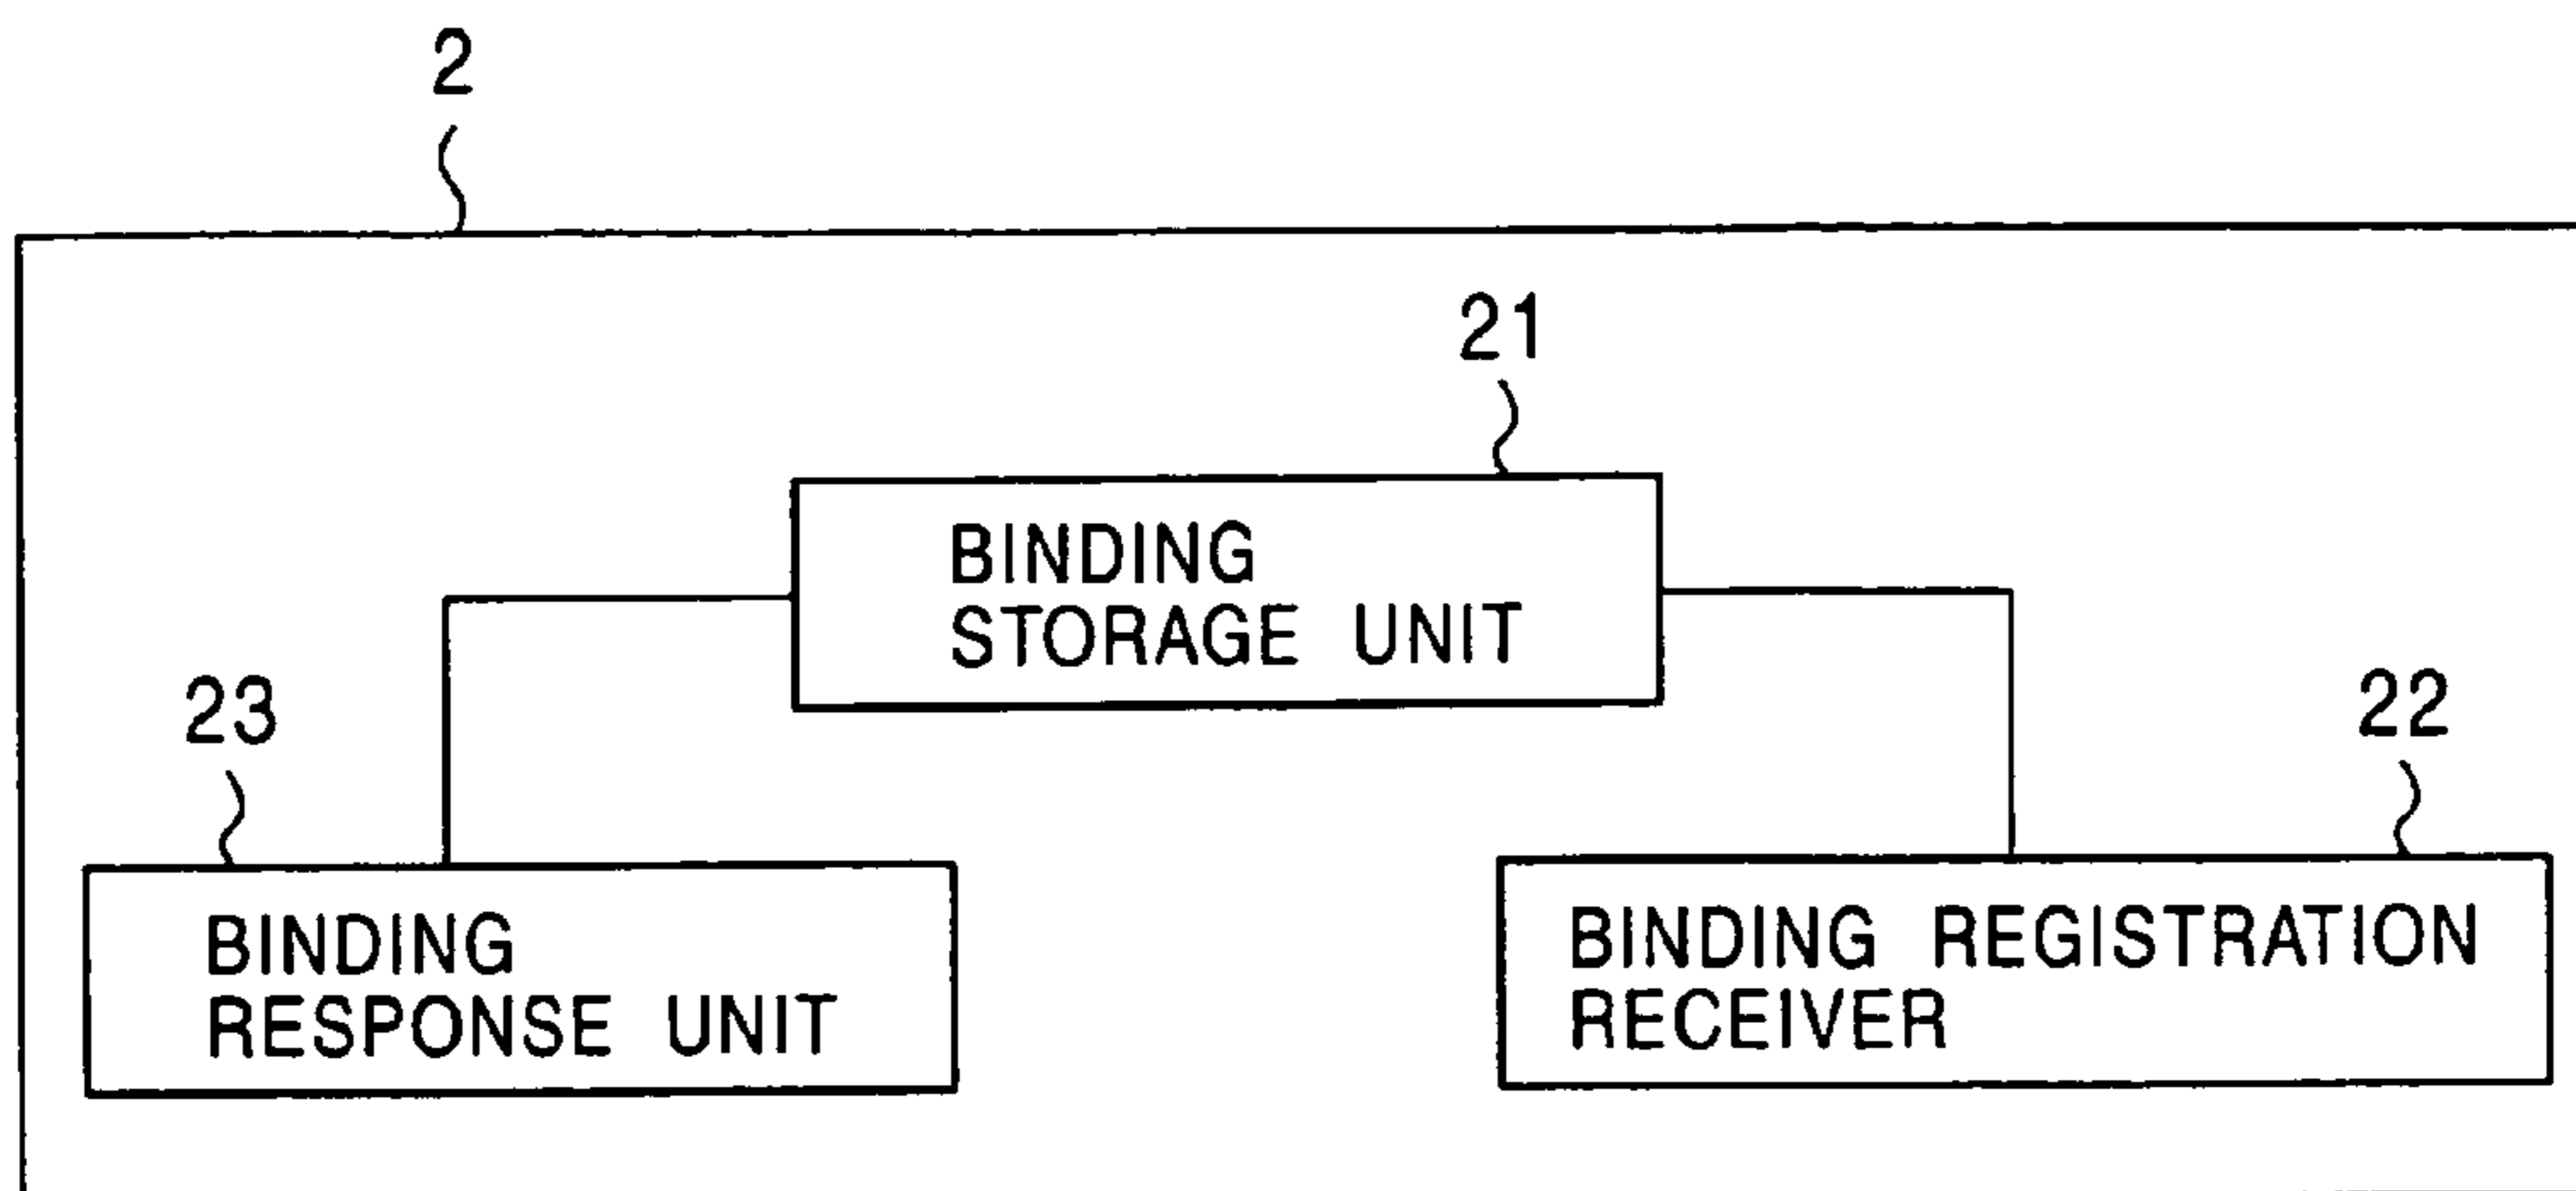 2
21
BINDING
STORAGE UNIT
23
22
BINDING
RESPONSE UNIT
BINDING REGISTRATION
RECEIVER